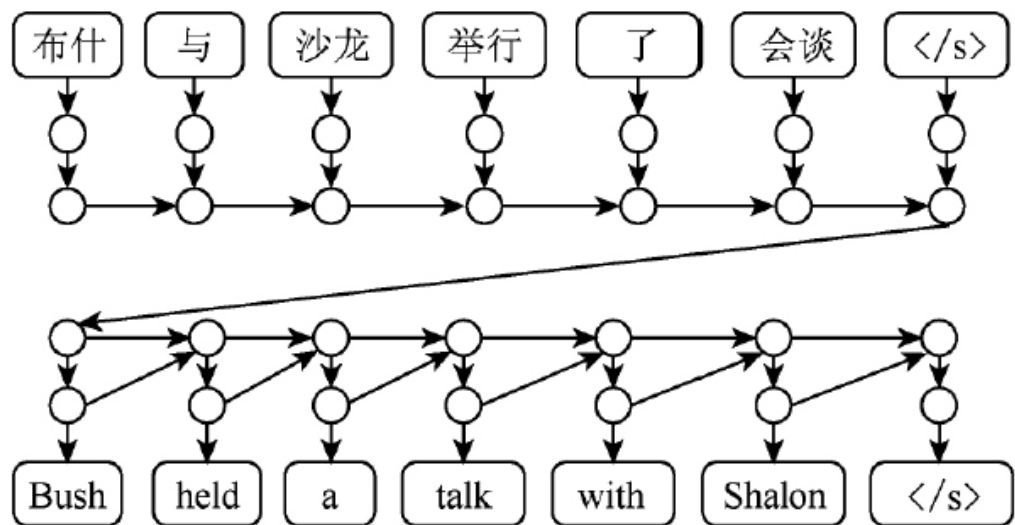 布什 与 沙龙 举行 了 会谈 </s>
Bush held a talk with Shalon </s>